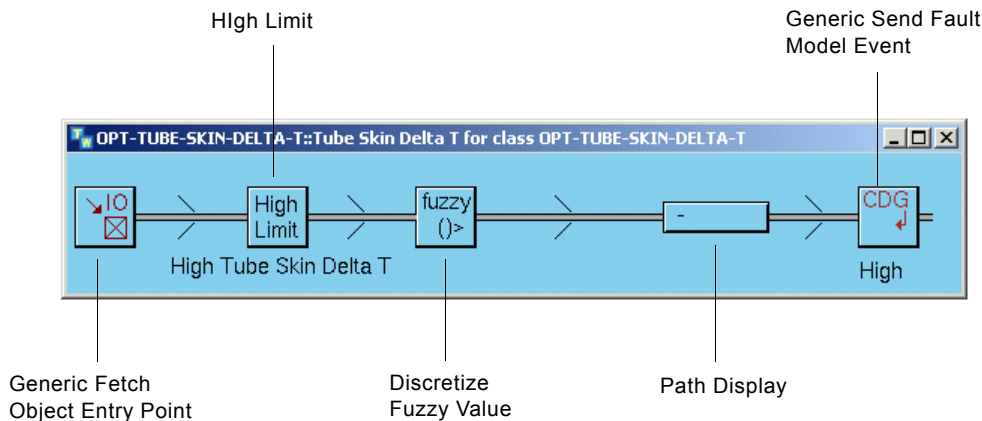 HIgh Limit
Generic Send Fault
Model Event
TW OPT-TUBE-SKIN-DELTA-T::Tube Skin Delta T for class OPT-TUBE-SKIN-DELTA-T
IO
High
Limit
fuzzy
()>
-
CDG
High Tube Skin Delta T
High
Generic Fetch
Object Entry Point
Discretize
Fuzzy Value
Path Display